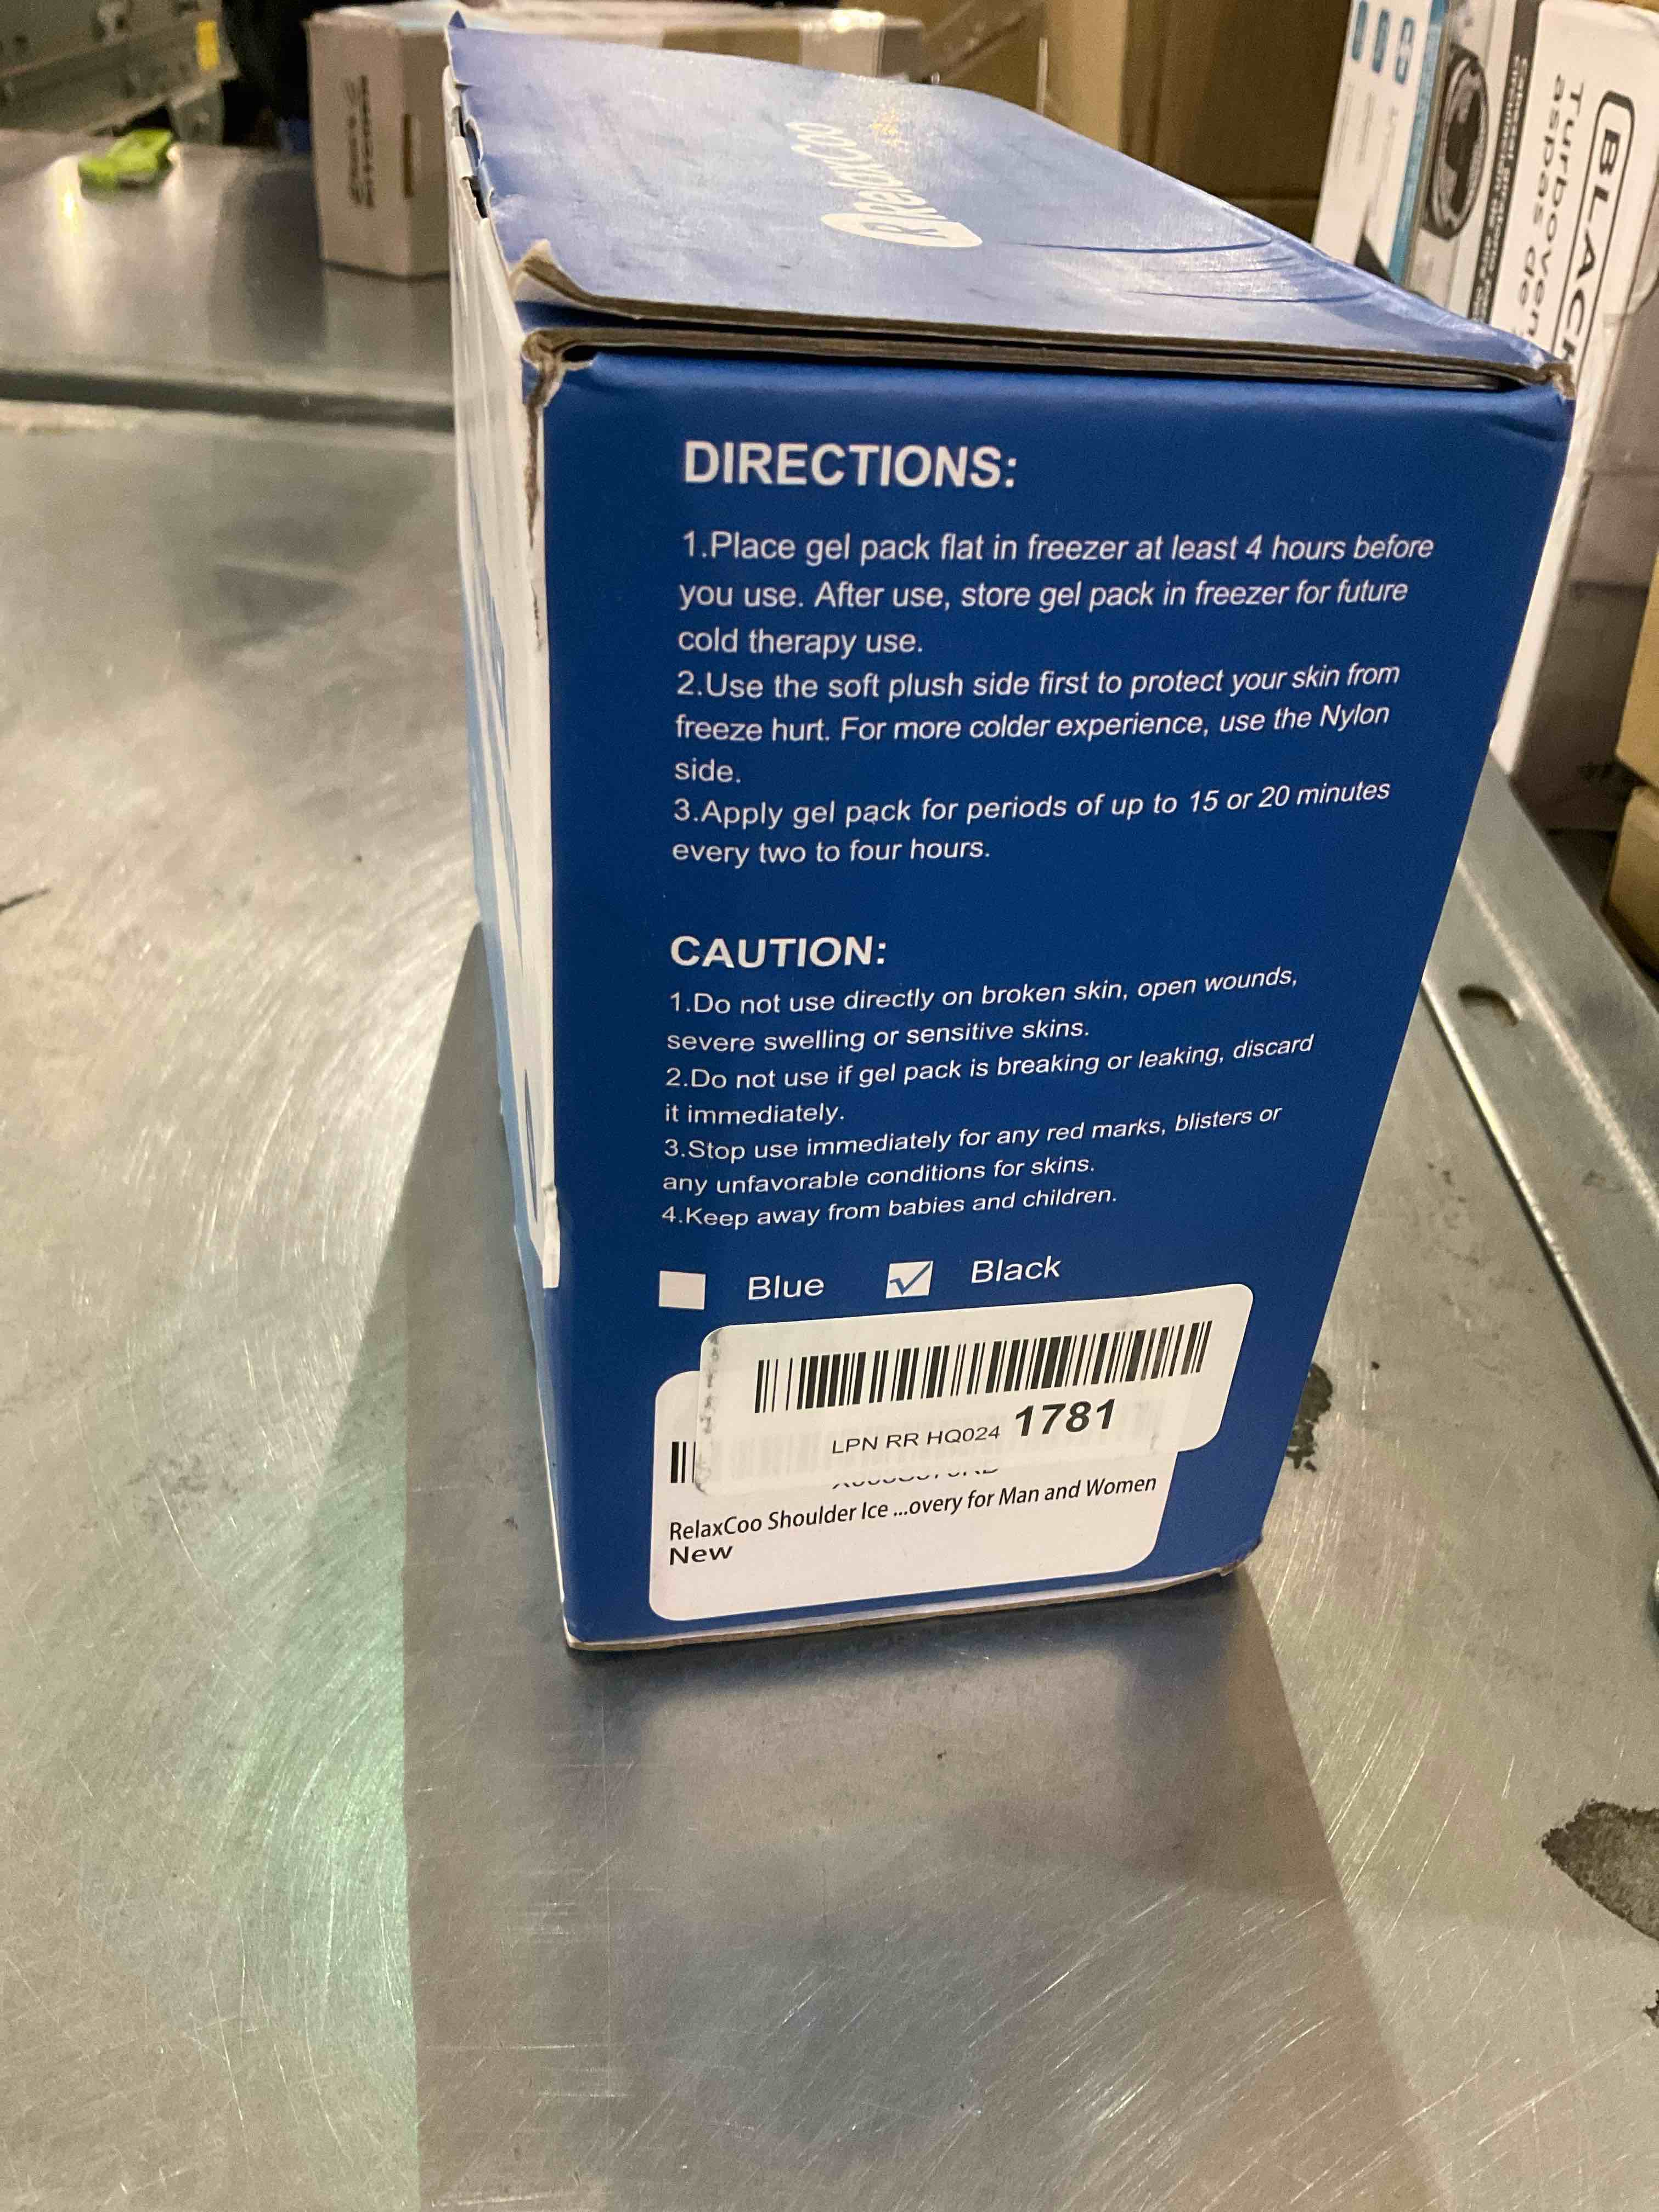 RelaxCoo
DIRECTIONS:
1.Place gel pack flat in freezer at least 4 hours before
you use. After use, store gel pack in freezer for future
cold therapy use.
2.Use the soft plush side first to protect your skin from
freeze hurt. For more colder experience, use the Nylon
side.
3.Apply gel pack for periods of up to 15 or 20 minutes
every two to four hours.
CAUTION:
1.Do not use directly on broken skin, open wounds,
severe swelling or sensitive skins.
2.Do not use if gel pack is breaking or leaking, discard
it immediately.
3.Stop use immediately for any red marks, blisters or
any unfavorable conditions for skins.
4.Keep away from babies and children.
Blue Black
LPN RR HQ024 1781
RelaxCoo Shoulder Ice ...overy for Man and Women
New
BLACK
Turboven
aspas de